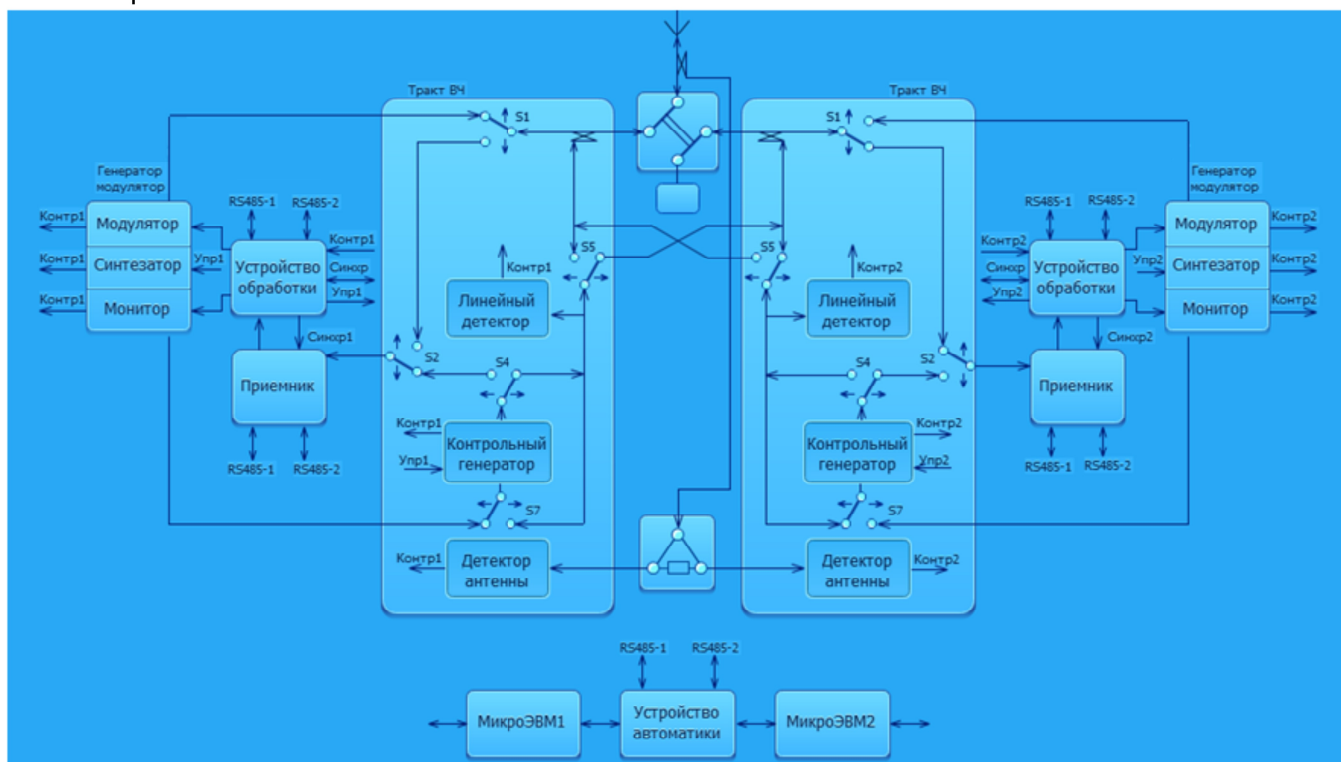 Тракт ВЧ
Тракт ВЧ
S1
S1
Генератор
модулятор
Генератор
модулятор
RS485-1
RS485-2
RS485-1
RS485-2
Контр1
Модулятор
Контр1
Контр2
Модулятор
Контр2
Контр1
Синтезатор
Упр1
Устройство
обработки
Синхр
Упр1
S5
S5
Контр1
Контр2
Синхр
Упр2
Устройство
обработки
Упр2
Синтезатор
Контр2
Контр1
Монитор
Линейный
детектор
Линейный
детектор
Монитор
Контр2
Синхр1
Синхр2
S2
S4
S4
S2
Приемник
Приемник
Контр1
Контрольный
генератор
Упр1
Контр2
Контрольный
генератор
Упр2
RS485-1
RS485-2
RS485-1
RS485-2
S7
S7
Контр1
Детектор
антенны
Детектор
антенны
Контр2
RS485-1
RS485-2
МикроЭВМ1
Устройство
автоматики
МикроЭВМ2